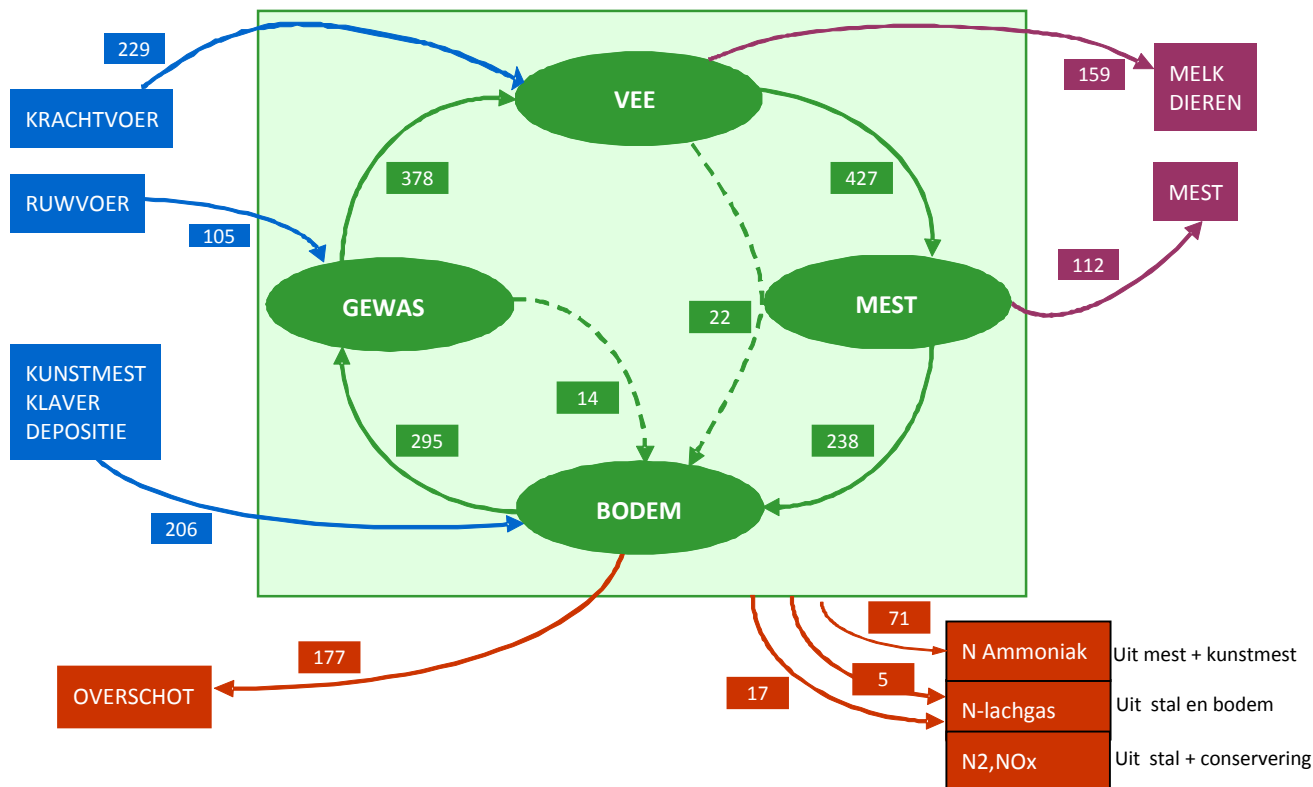 229
KRACHTVOER
VEE
159
MELK
DIEREN
378
427
RUWVOER
MEST
105
112
GEWAS
22
MEST
KUNSTMEST
KLAVER
DEPOSITIE
14
295
238
BODEM
206
71
177
5
17
N Ammoniak
Uit mest + kunstmest
OVERSCHOT
N-lachgas
Uit stal en bodem
N2,NOx
Uit stal + conservering